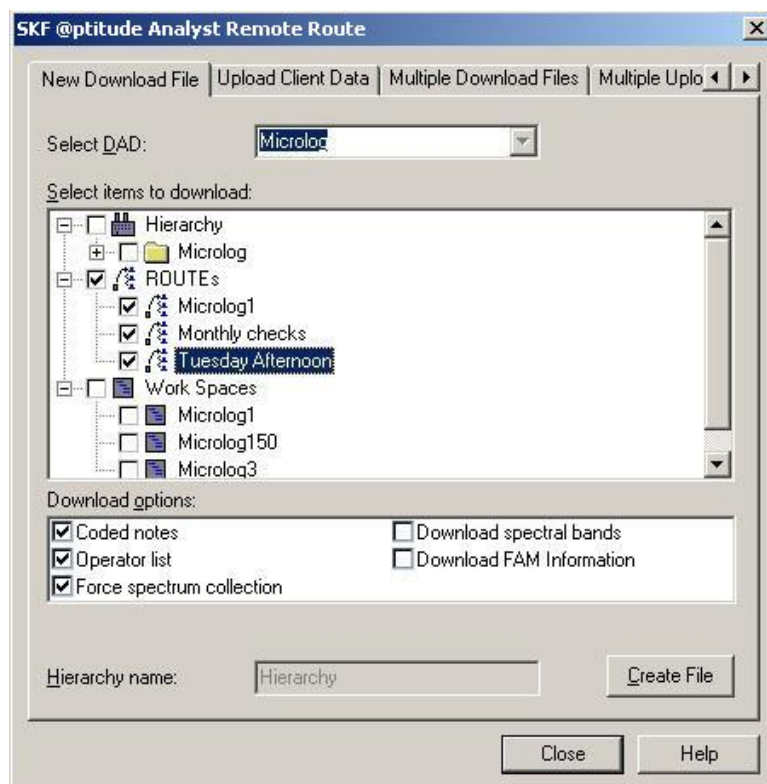 SKF @ptitude Analyst Remote Route
New Download File Upload Client Data Multiple Download Files Multiple Uplo
Select DAD: Microlog
Select items to download:
Hierarchy
Microlog
ROUTEs
Microlog1
Monthly checks
Tuesday Afternoon
Work Spaces
Microlog1
Microlog150
Microlog3
Download options:
Coded notes Download spectral bands
Operator list Download FAM Information
Force spectrum collection
Hierarchy name: Hierarchy Create File
Close Help